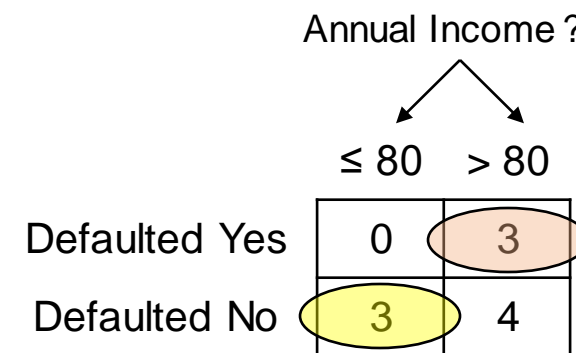 Annual Income ?
≤ 80 > 80
Defaulted Yes 0 3
Defaulted No 3 4